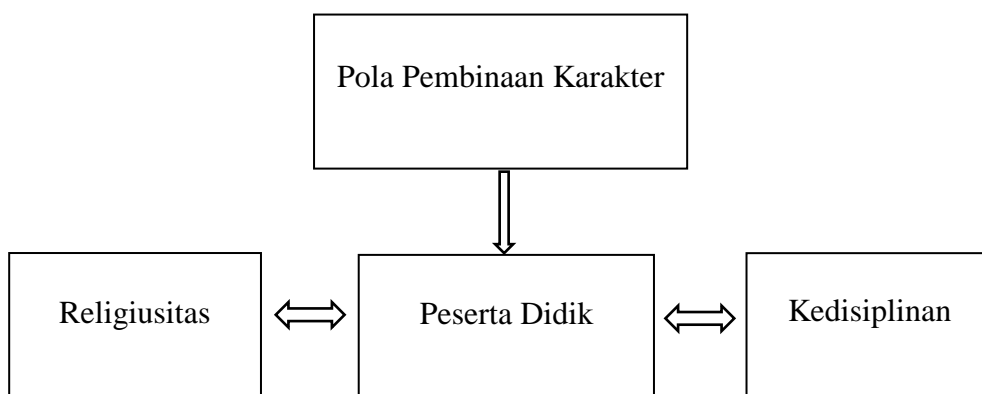 Pola Pembinaan Karakter
Religiusitas
Peserta Didik
Kedisiplinan